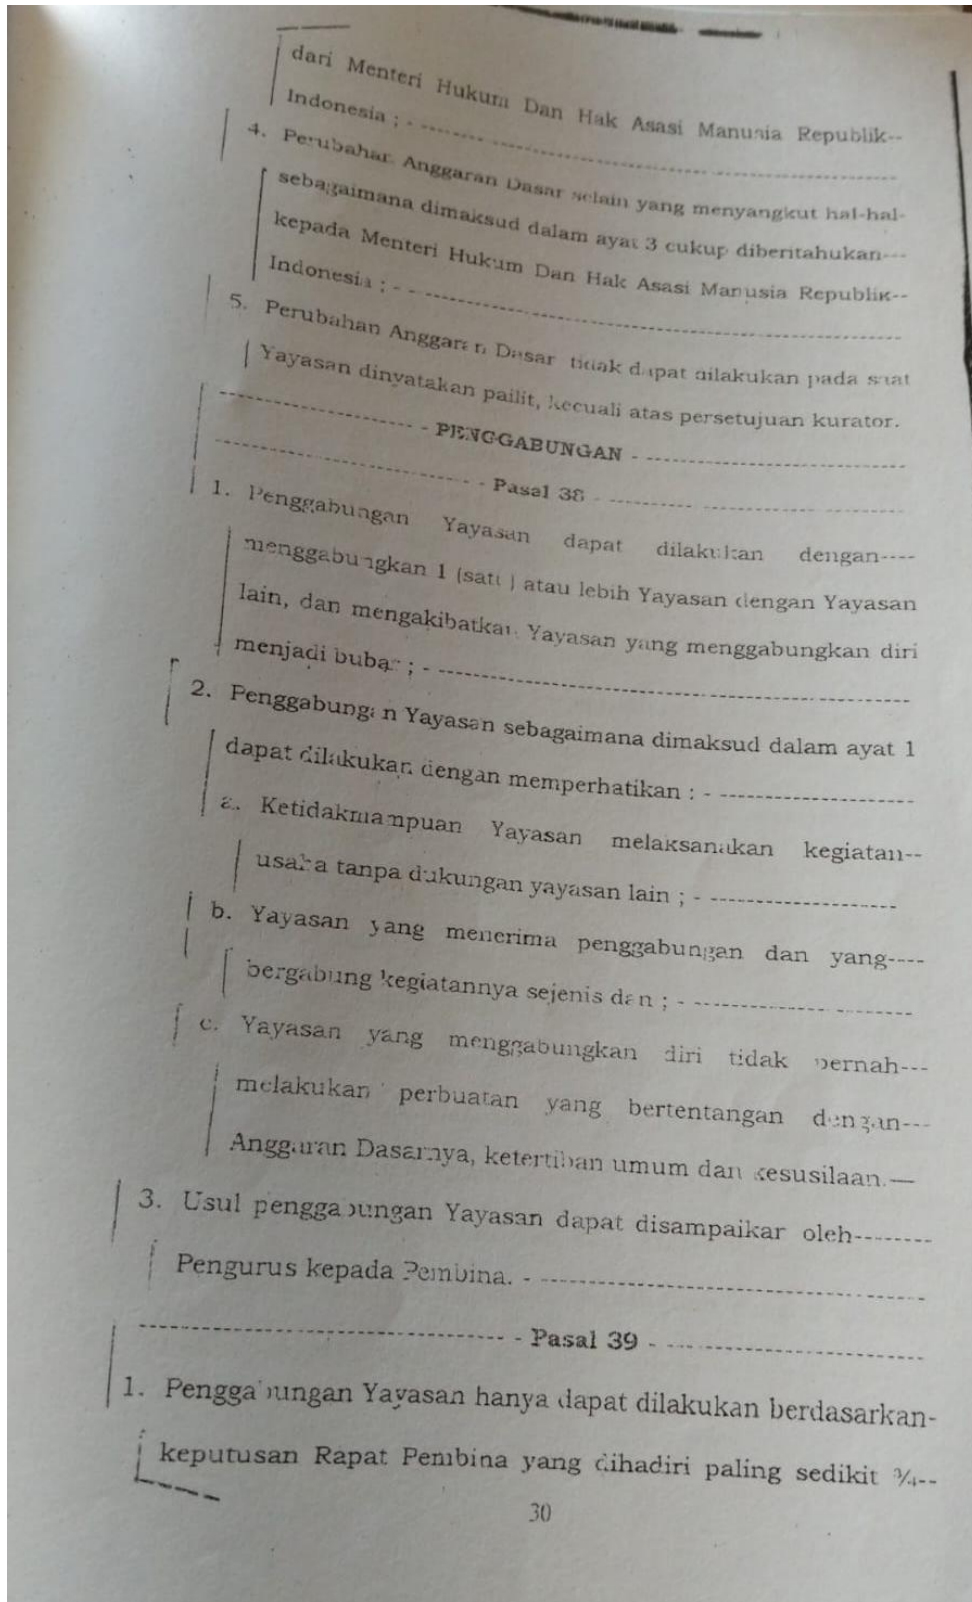 dari Menteri Hukum Dan Hak Asasi Manusia Republik--
Indonesia ; - --------------------
4. Perubahan Anggaran Dasar selain yang menyangkut hal-hal-
sebagaimana dimaksud dalam ayat 3 cukup diberitahukan---
kepada Menteri Hukum Dan Hak Asasi Manusia Republik--
Indonesia ; - --------------------
5. Perubahan Anggaran Dasar tidak dapat dilakukan pada saat
Yayasan dinyatakan pailit, kecuali atas persetujuan kurator.
-------------------- - PENGGABUNGAN - --------------------
-------------------- - Pasal 38 - --------------------
1. Penggabungan Yayasan dapat dilakukan dengan----
menggabungkan 1 (satu) atau lebih Yayasan dengan Yayasan
lain, dan mengakibatkan Yayasan yang menggabungkan diri
menjadi bubar ; - --------------------
2. Penggabungan Yayasan sebagaimana dimaksud dalam ayat 1
dapat dilakukan dengan memperhatikan : - --------------------
a. Ketidakmampuan Yayasan melaksanakan kegiatan--
usaha tanpa dukungan yayasan lain ; - --------------------
b. Yayasan yang menerima penggabungan dan yang----
bergabung kegiatannya sejenis dan ; - --------------------
c. Yayasan yang menggabungkan diri tidak pernah---
melakukan perbuatan yang bertentangan dengan---
Anggaran Dasarnya, ketertiban umum dan kesusilaan.—
3. Usul penggabungan Yayasan dapat disampaikan oleh--------
Pengurus kepada Pembina. - --------------------
-------------------- - Pasal 39 - --------------------
1. Penggabungan Yayasan hanya dapat dilakukan berdasarkan-
keputusan Rapat Pembina yang dihadiri paling sedikit ¾--
30